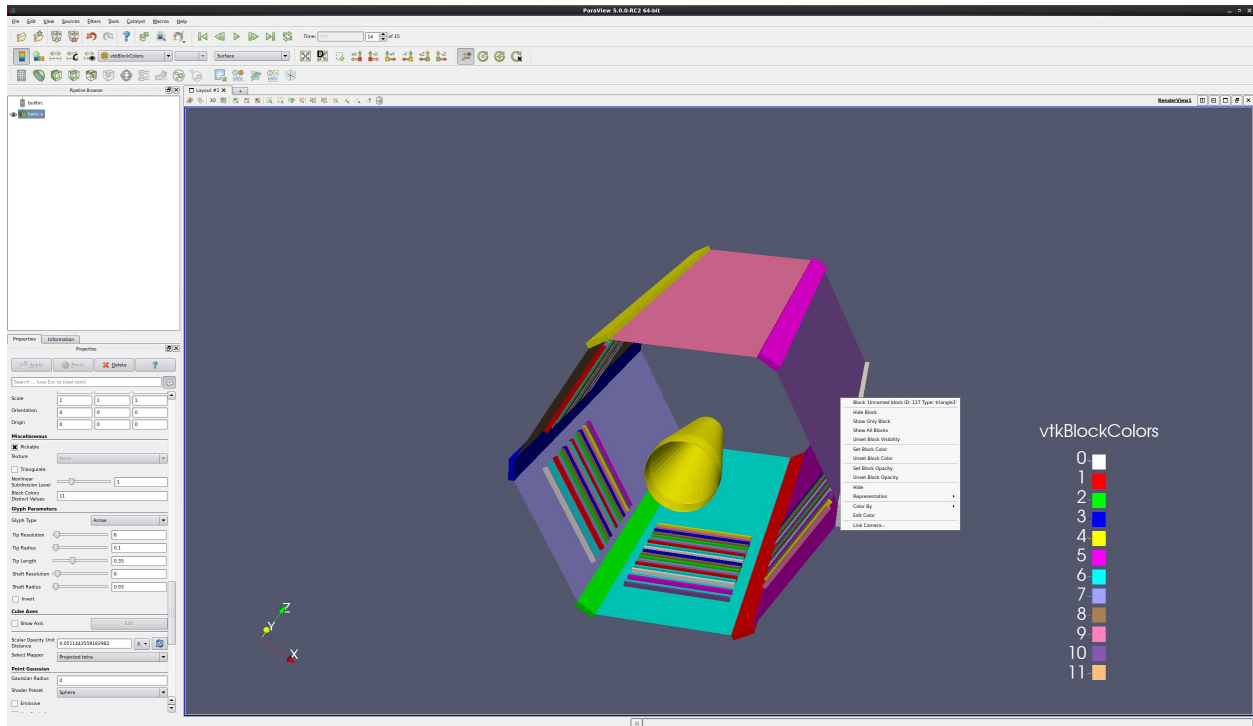 ParaView 5.0.0-RC2 64-bit
File Edit View Sources Filters Tools Catalyst Macros Help
Time: 14 of 15
vtkBlockColors Surface
Pipeline Browser
Layout #1
builtin:
3D
RenderView1
Properties Information
Properties
Apply Reset Delete ?
Search ... (use Esc to clear text)
Scale 1 1 1
Orientation 0 0 0
Origin 0 0 0
Miscellaneous
Pickable
Texture None
Triangulate
Nonlinear Subdivision Level 1
Block Colors Distinct Values 11
Glyph Parameters
Glyph Type Arrow
Tip Resolution 6
Tip Radius 0.1
Tip Length 0.35
Shaft Resolution 6
Shaft Radius 0.03
Invert
Cube Axes
Show Axis Edit
Scalar Opacity Unit Distance 0.0511443559182982
Select Mapper Projected tetra
Point Gaussian
Gaussian Radius 0
Shader Preset Sphere
Emissive
Block 'Unnamed block ID: 127 Type: triangle3'
Hide Block
Show Only Block
Show All Blocks
Unset Block Visibility
Set Block Color
Unset Block Color
Set Block Opacity
Unset Block Opacity
Hide
Representation
Color By
Edit Color
Link Camera...
vtkBlockColors
0
1
2
3
4
5
6
7
8
9
10
11
Z
Y
X